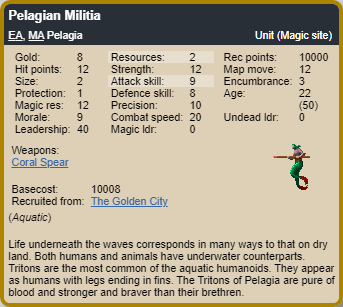 Pelagian Militia
EA, MA Pelagia Unit (Magic site)
Gold: 8 Resources: 2 Rec points: 10000
Hit points: 12 Strength: 12 Map move: 12
Size: 2 Attack skill: 9 Encumbrance: 3
Protection: 1 Defence skill: 8 Age: 22
Magic res: 12 Precision: 10 (50)
Morale: 9 Combat speed: 20 Undead ldr: 0
Leadership: 40 Magic ldr: 0
Weapons:
Coral Spear
Basecost: 10008
Recruited from: The Golden City
(Aquatic)
Life underneath the waves corresponds in many ways to that on dry
land. Both humans and animals have underwater counterparts.
Tritons are the most common of the aquatic humanoids. They appear
as humans with legs ending in fins. The Tritons of Pelagia are pure of
blood and stronger and braver than their brethren.